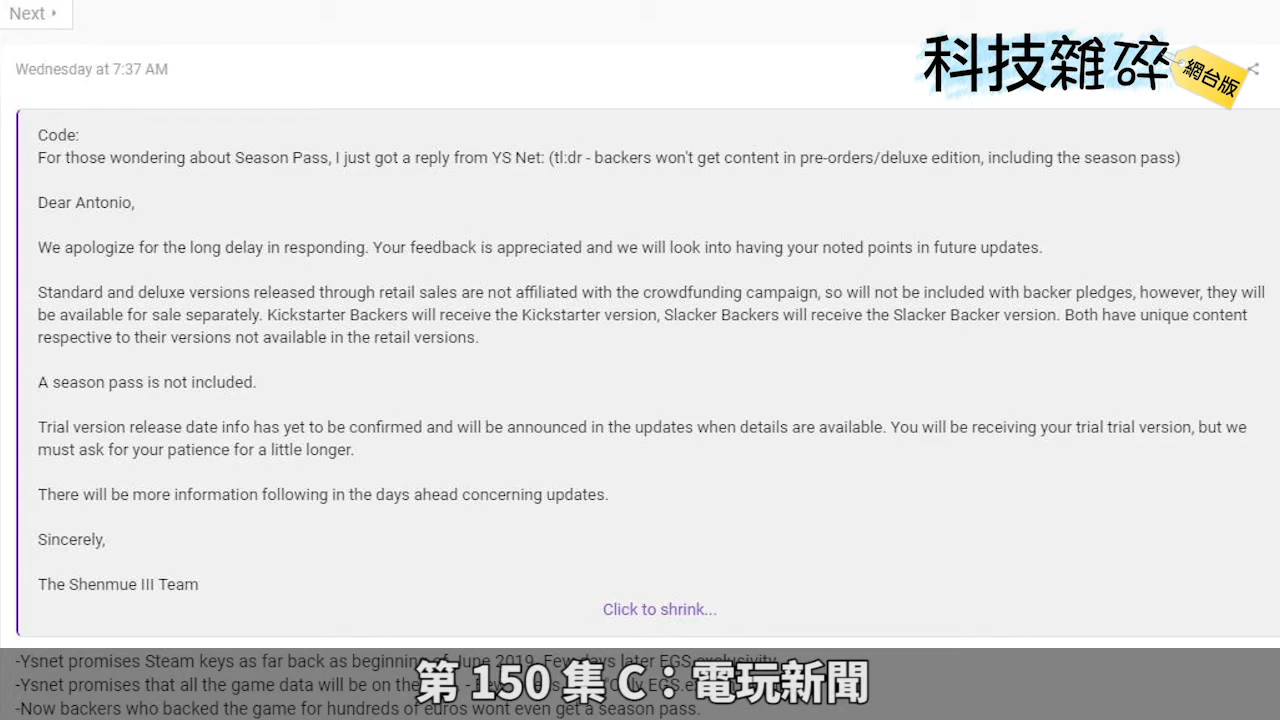 Next
科技雜碎
網台版
Wednesday at 7:37 AM
Code:
For those wondering about Season Pass, I just got a reply from YS Net: (tl:dr - backers won't get content in pre-orders/deluxe edition, including the season pass)
Dear Antonio,
We apologize for the long delay in responding. Your feedback is appreciated and we will look into having your noted points in future updates.
Standard and deluxe versions released through retail sales are not affiliated with the crowdfunding campaign, so will not be included with backer pledges, however, they will
be available for sale separately. Kickstarter Backers will receive the Kickstarter version, Slacker Backers will receive the Slacker Backer version. Both have unique content
respective to their versions not available in the retail versions.
A season pass is not included.
Trial version release date info has yet to be confirmed and will be announced in the updates when details are available. You will be receiving your trial trial version, but we
must ask for your patience for a little longer.
There will be more information following in the days ahead concerning updates.
Sincerely,
The Shenmue III Team
Click to shrink...
-Ysnet promises Steam keys as far back as beginning of June 2019. Few days later EGS exclusivity.
-Ysnet promises that all the game data will be on the
-Now backers who backed the game for hundreds of euros wont even get a season pass.
第 150 集 C：電玩新聞